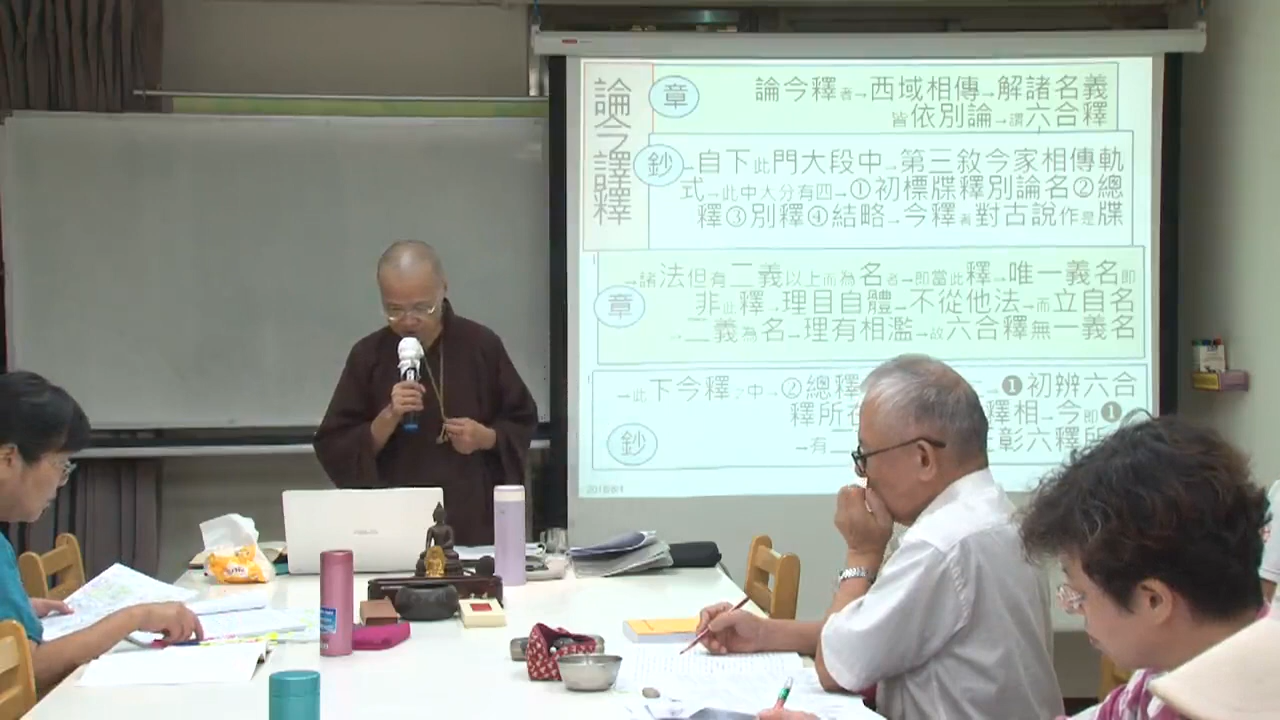 論今譯釋
章
論今釋者→西域相傳→解諸名義
皆依別論→謂六合釋
鈔
→自下此門大段中→第三敘今家相傳軌
式→此中大分有四→①初標牒釋別論名②總
釋③別釋④結略→今釋者對古說作是牒
章
→諸法但有二義以上而為名者→即當此釋→唯一義名即
非此釋→理目自體→不從他法→而立自名
→二義為名→理有相濫→故六合釋無一義名
鈔
→此下今釋之中→②總釋
→❶初辨六合
釋所在
釋相→今即❶
→有二
彰六釋所
2016/8/4
ASUS